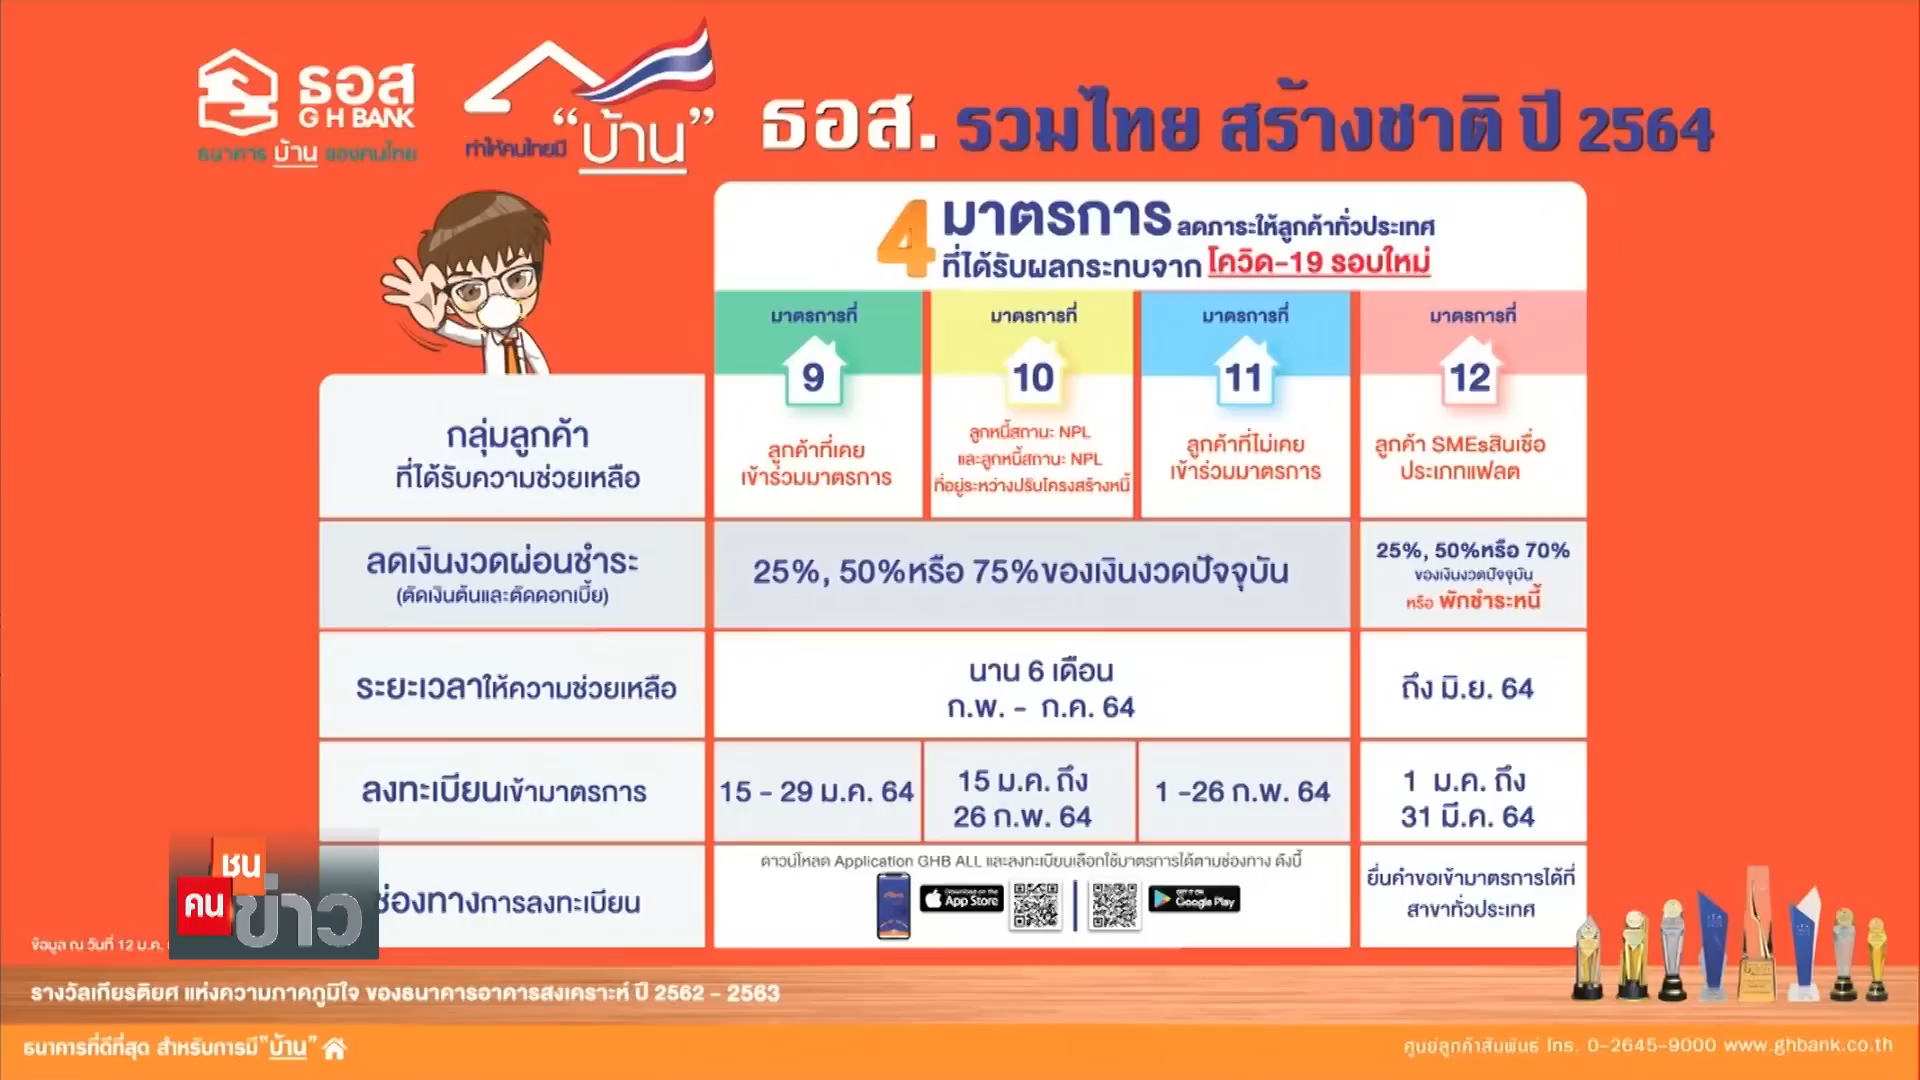 ธอส
G H BANK
ธนาคาร บ้าน ของคนไทย
ทำให้คนไทยมี "บ้าน"
ธอส. รวมไทย สร้างชาติ ปี 2564
4 มาตรการ ลดภาระให้ลูกค้าทั่วประเทศ
ที่ได้รับผลกระทบจาก โควิด-19 รอบใหม่
มาตรการที่ มาตรการที่ มาตรการที่ มาตรการที่
9 10 11 12
กลุ่มลูกค้า
ที่ได้รับความช่วยเหลือ
ลูกค้าที่เคย
เข้าร่วมมาตรการ
ลูกหนี้สถานะ NPL
และลูกหนี้สถานะ NPL
ที่อยู่ระหว่างปรับโครงสร้างหนี้
ลูกค้าที่ไม่เคย
เข้าร่วมมาตรการ
ลูกค้า SMEsสินเชื่อ
ประเภทแฟลต
ลดเงินงวดผ่อนชำระ
(ตัดเงินต้นและตัดดอกเบี้ย)
25%, 50%หรือ 75%ของเงินงวดปัจจุบัน
25%, 50%หรือ 70%
ของเงินงวดปัจจุบัน
หรือ พักชำระหนี้
ระยะเวลาให้ความช่วยเหลือ
นาน 6 เดือน
ก.พ. - ก.ค. 64
ถึง มิ.ย. 64
ลงทะเบียนเข้ามาตรการ
15 - 29 ม.ค. 64
15 ม.ค. ถึง
26 ก.พ. 64
1 -26 ก.พ. 64
1 ม.ค. ถึง
31 มี.ค. 64
ช่องทางการลงทะเบียน
ดาวน์โหลด Application GHB ALL และลงทะเบียนเลือกใช้มาตรการได้ตามช่องทาง ดังนี้
Download on the
App Store
GET IT ON
Google Play
ยื่นคำขอเข้ามาตรการได้ที่
สาขาทั่วประเทศ
ชน
คน
ข่าว
ข้อมูล ณ วันที่ 12 ม.ค.
รางวัลเกียรติยศ แห่งความภาคภูมิใจ ของธนาคารอาคารสงเคราะห์ ปี 2562 - 2563
ธนาคารที่ดีที่สุด สำหรับการมี"บ้าน"
ศูนย์ลูกค้าสัมพันธ์ โทร. 0-2645-9000 www.ghbank.co.th